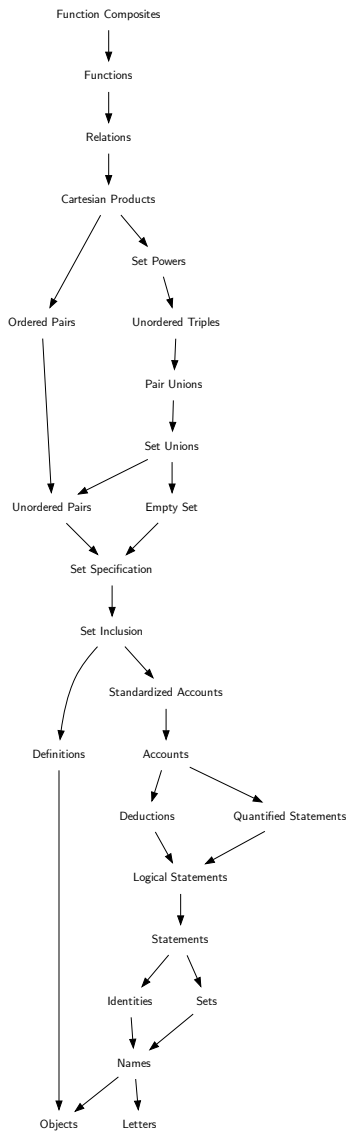 Function Composites
Functions
Relations
Cartesian Products
Set Powers
Ordered Pairs
Unordered Triples
Pair Unions
Set Unions
Unordered Pairs
Empty Set
Set Specification
Set Inclusion
Standardized Accounts
Definitions
Accounts
Deductions
Quantified Statements
Logical Statements
Statements
Identities
Sets
Names
Objects
Letters